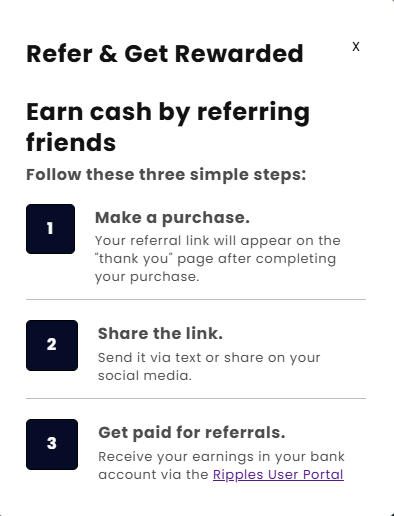 Refer & Get Rewarded
X
Earn cash by referring
friends
Follow these three simple steps:
1
Make a purchase.
Your referral link will appear on the
"thank you" page after completing
your purchase.
2
Share the link.
Send it via text or share on your
social media.
3
Get paid for referrals.
Receive your earnings in your bank
account via the Ripples User Portal